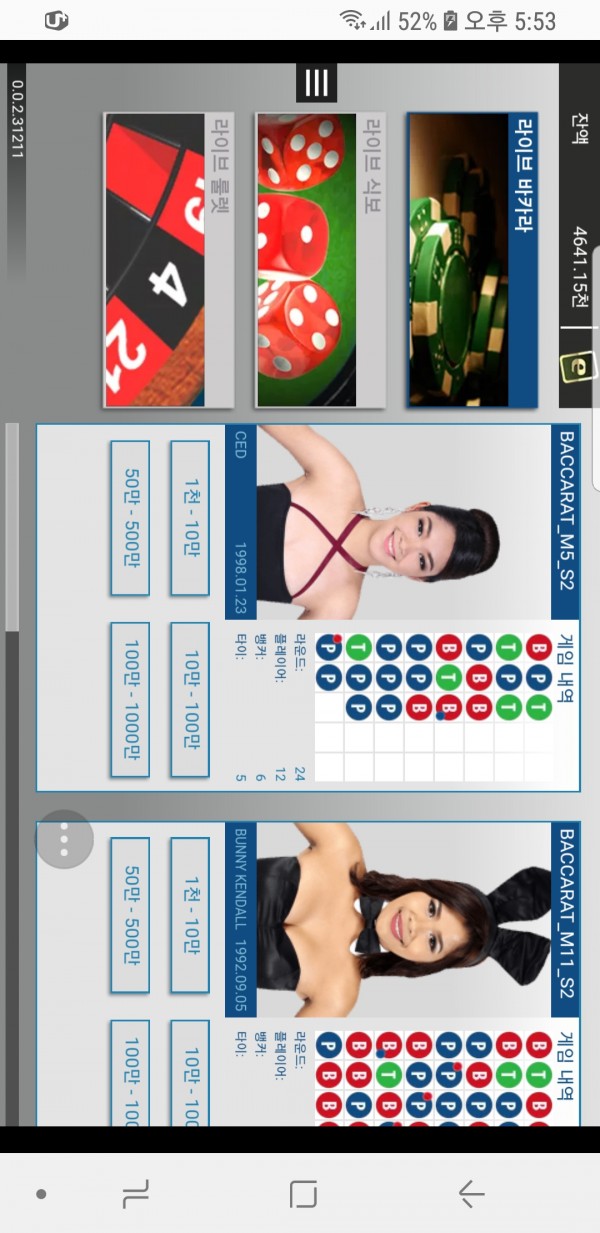 52% 오후 5:53
잔액 4641.15천
라이브 바카라
라이브 식보
라이브 룰렛
4
21
0.0.2.31211
BACCARAT_M5_S2
CED 1998.01.23
게임 내역
B P T
T T P T
P B B
B T B
P P B
P P P
T P P
P P
라운드: 24
플레이어: 12
뱅커: 6
타이: 5
1천 - 10만
10만 - 100만
50만 - 500만
100만 - 1000만
BACCARAT_M11_S2
BUNNY KENDALL 1992.09.05
게임 내역
B T B
B T P
P B B
P P P
B P P
B T B
B B P
P B B
라운드:
플레이어:
뱅커:
타이:
1천 - 10만
10만 - 100
50만 - 500만
100만 - 100